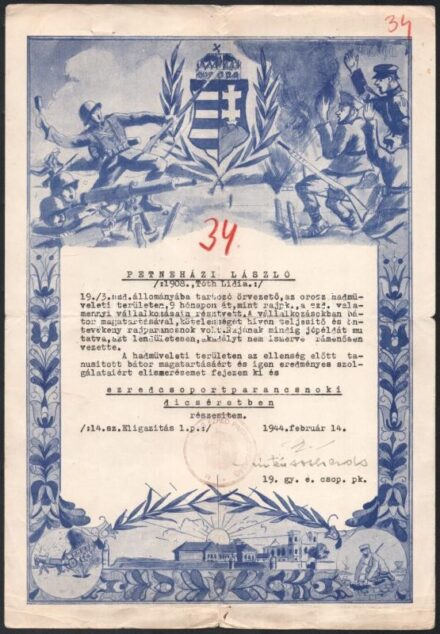 34
34
PETNEHÁZI LÁSZLÓ
/:1908., Tóth Lidia.:/
19./3.szd.állományába tartozó őrvezető, az orosz hadmű-
veleti területen, 9 hónapon át, mint rajpk., a szd. vala-
mennyi vállalkozásain résztvett. A vállalkozásokban bá-
tor magatartásával, kötelességét híven teljesítő és ön-
tevékeny rajparancsnok volt. Rajának mindig jópéldát mu-
tatva, azt lendületesen, akadályt nem ismerve rámenősen
vezette.
A hadműveleti területen az ellenség előtt ta-
nusított bátor magatartásáért és igen eredményes szol-
gálataiért elismerésemet fejezem ki és
ezredcsoportparancsnoki
dicséretben
részesítem.
/:14.sz. Eligazítás 1.p.:/ 1944. február 14.
19. gy. e. csop. pk.